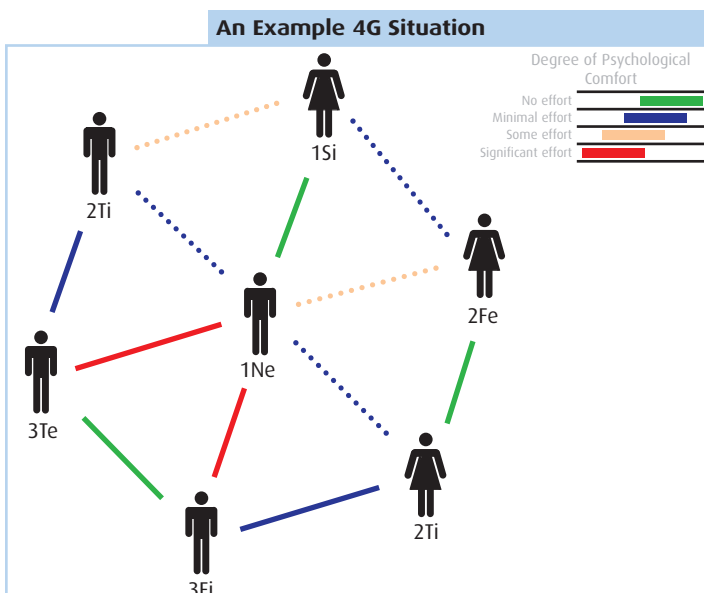 An Example 4G Situation
Degree of Psychological
Comfort
No effort
Minimal effort
Some effort
Significant effort
1Si
2Ti
2Fe
1Ne
3Te
2Ti
3Fi